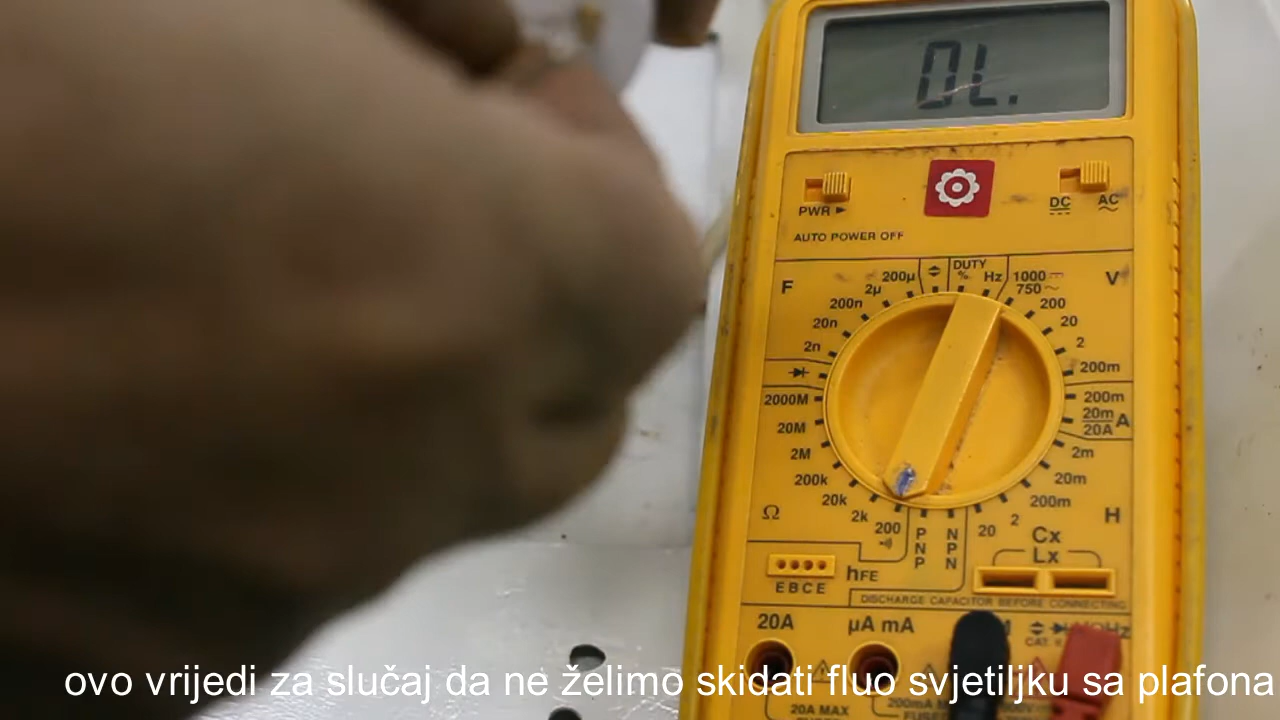 OL.
PWR
DC AC
AUTO POWER OFF
F 200µ DUTY % Hz 1000 V
2µ 750
200n 200
20n 20
2n 2
200m
2000M 200m
20m A
20M 20A
2M 2m
200k 20m
20k 200m
Ω 2k 2 H
200 PNP NPN 20
Cx
Lx
hFE
EBCE
DISCHARGE CAPACITOR BEFORE CONNECTING
20A µA mA
20A MAX
ovo vrijedi za slučaj da ne želimo skidati fluo svjetiljku sa plafona